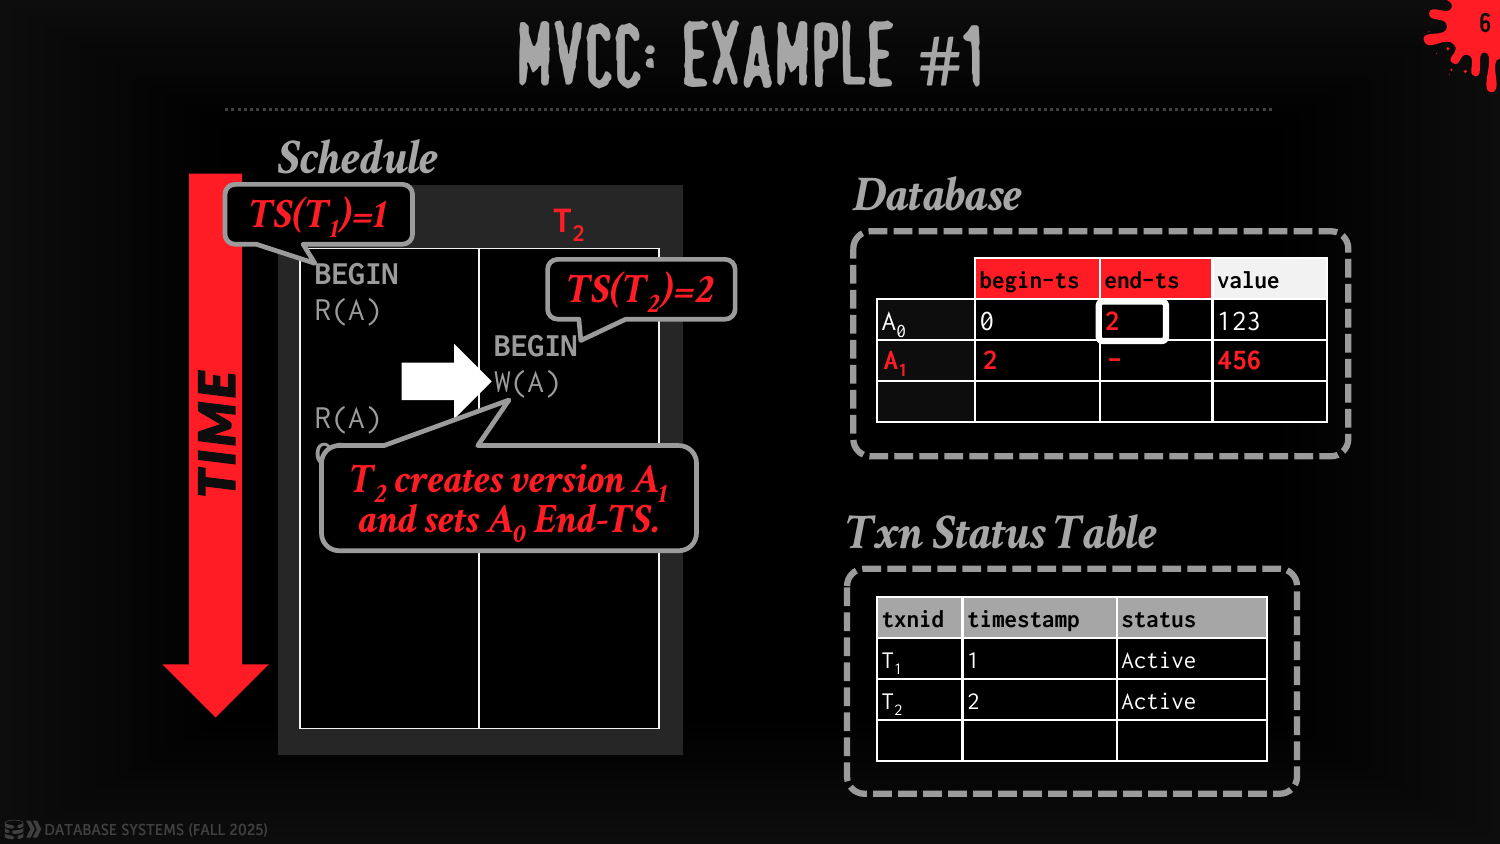 MVCC: EXAMPLE #1
6
Schedule
TS(T1)=1
T2
BEGIN
R(A)
TS(T2)=2
BEGIN
W(A)
R(A)
TIME
T2 creates version A1
and sets A0 End-TS.
Database
begin-ts end-ts value
A0 0 2 123
A1 2 - 456
Txn Status Table
txnid timestamp status
T1 1 Active
T2 2 Active
DATABASE SYSTEMS (FALL 2025)